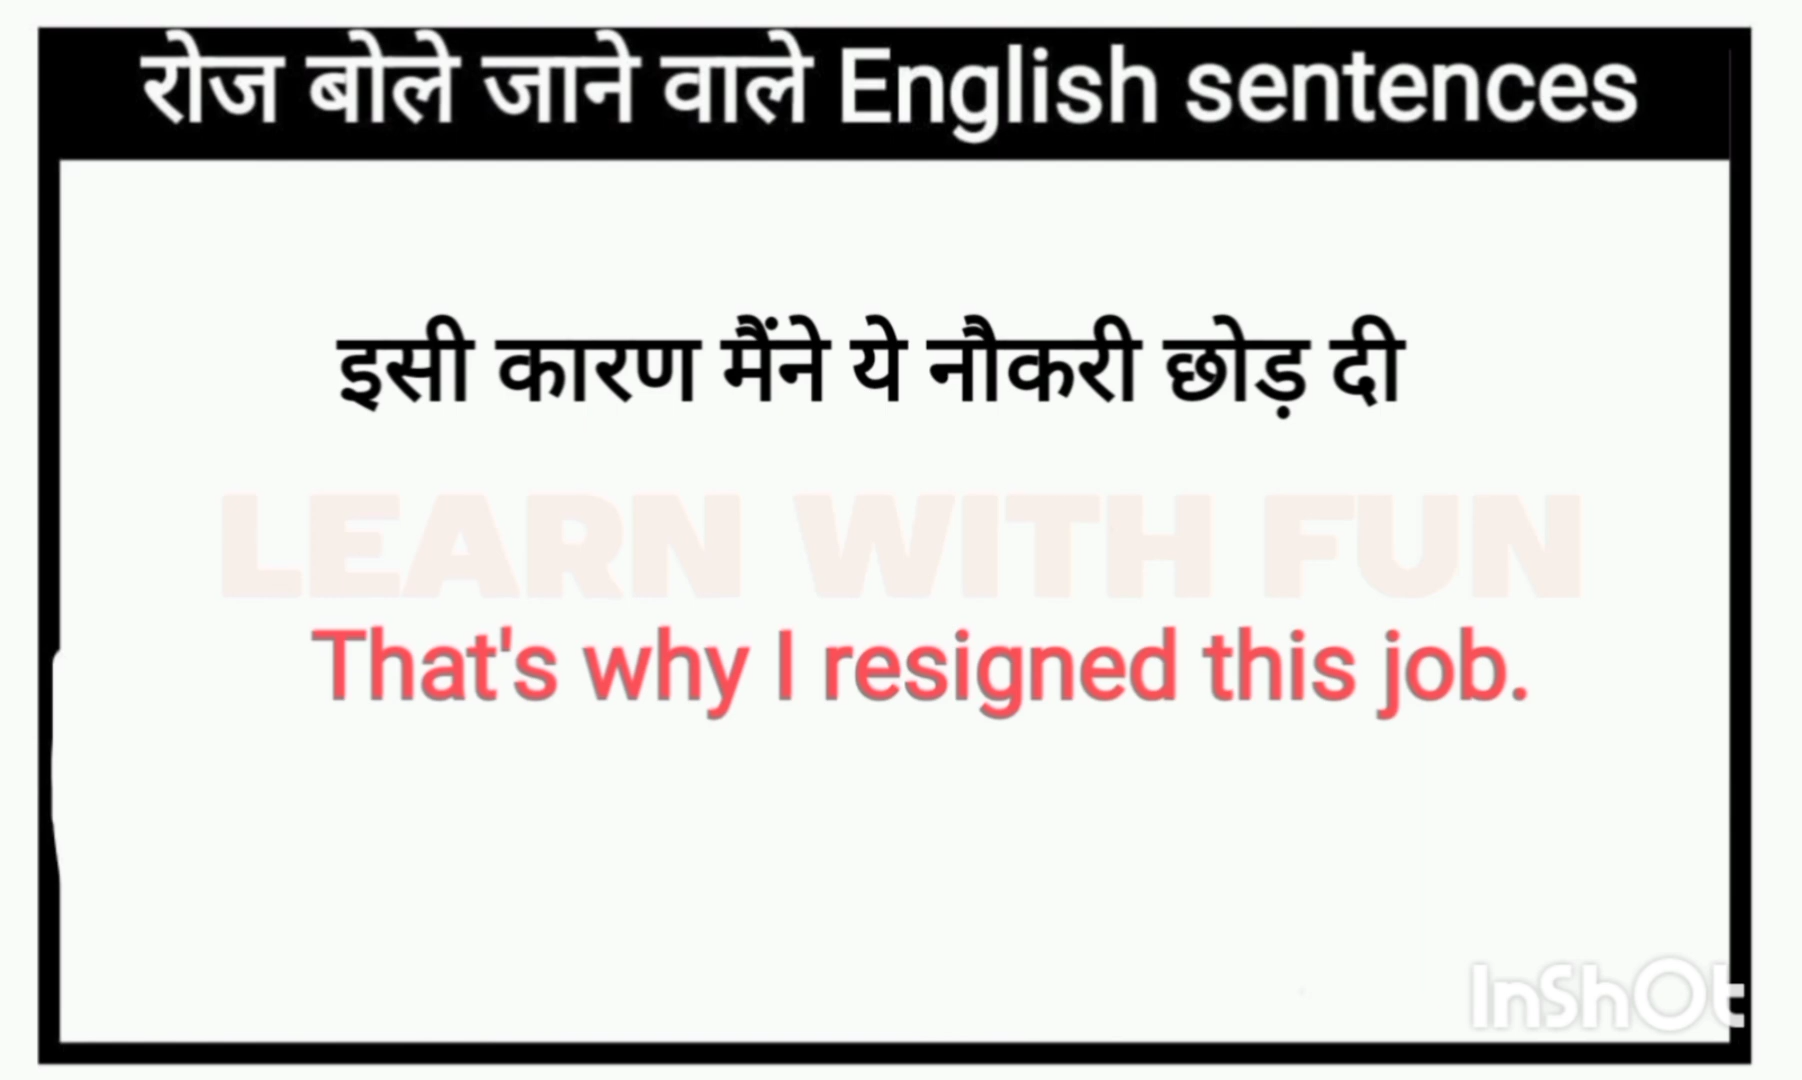 रोज बोले जाने वाले English sentences
इसी कारण मैंने ये नौकरी छोड़ दी
LEARN WITH FUN
That's why I resigned this job.
InShOt